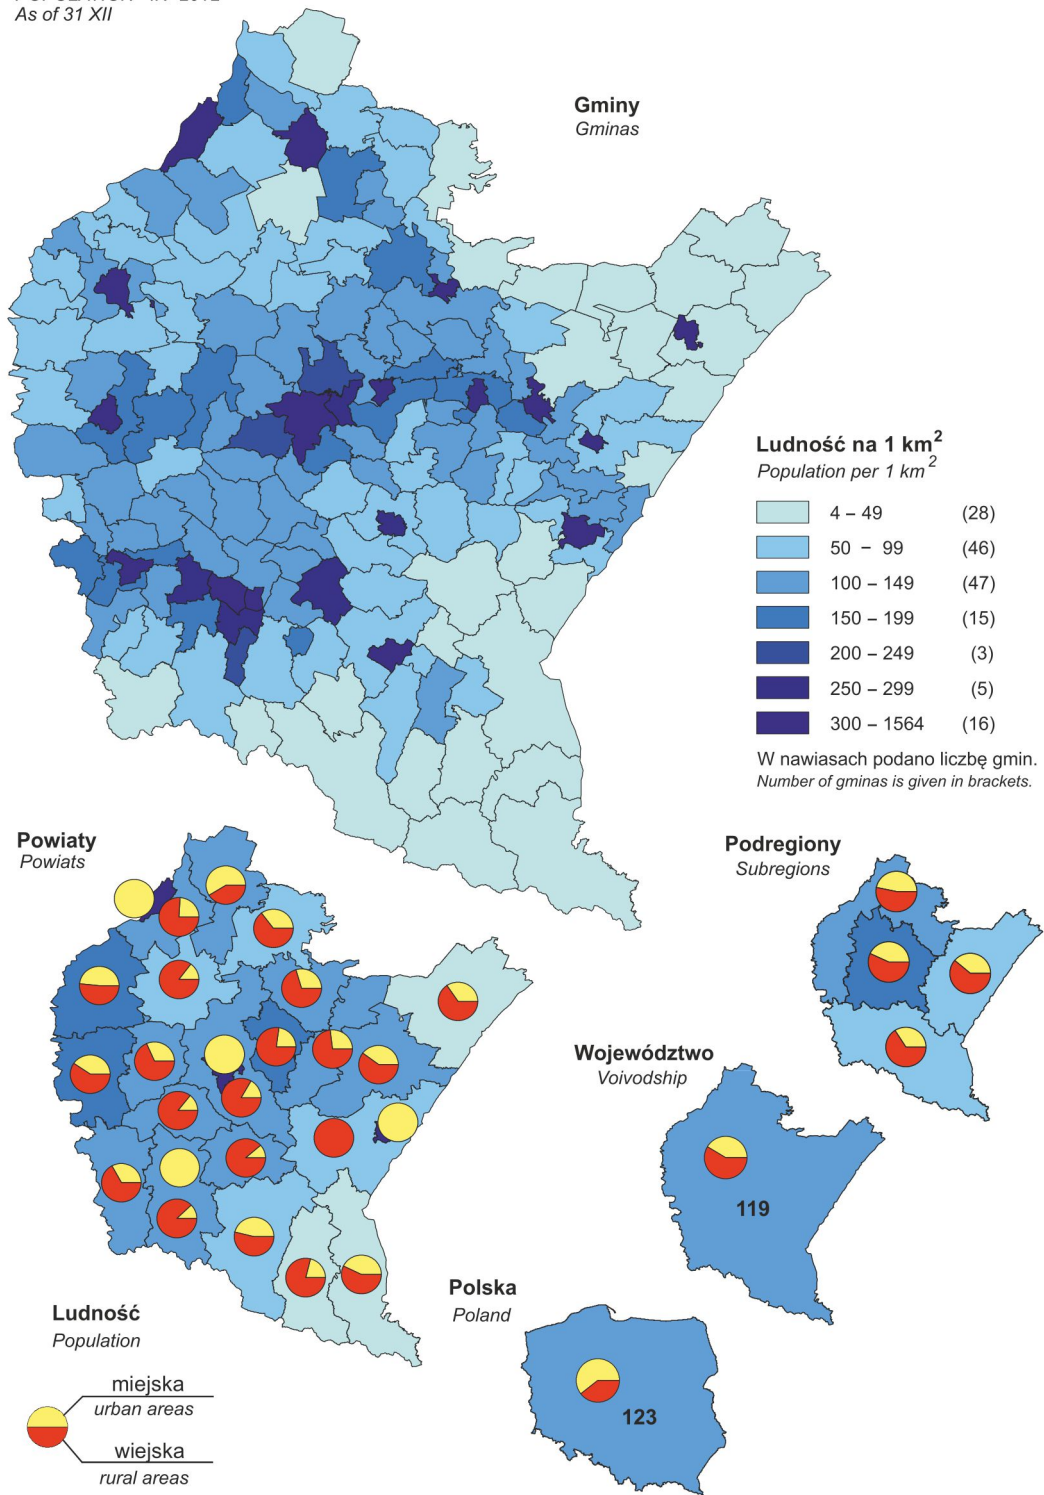 As of 31 XII
Gminy
Gminas
Ludność na 1 km²
Population per 1 km²
4 – 49 (28)
50 – 99 (46)
100 – 149 (47)
150 – 199 (15)
200 – 249 (3)
250 – 299 (5)
300 – 1564 (16)
W nawiasach podano liczbę gmin.
Number of gminas is given in brackets.
Powiaty
Powiats
Podregiony
Subregions
Województwo
Voivodship
119
Polska
Poland
123
Ludność
Population
miejska
urban areas
wiejska
rural areas